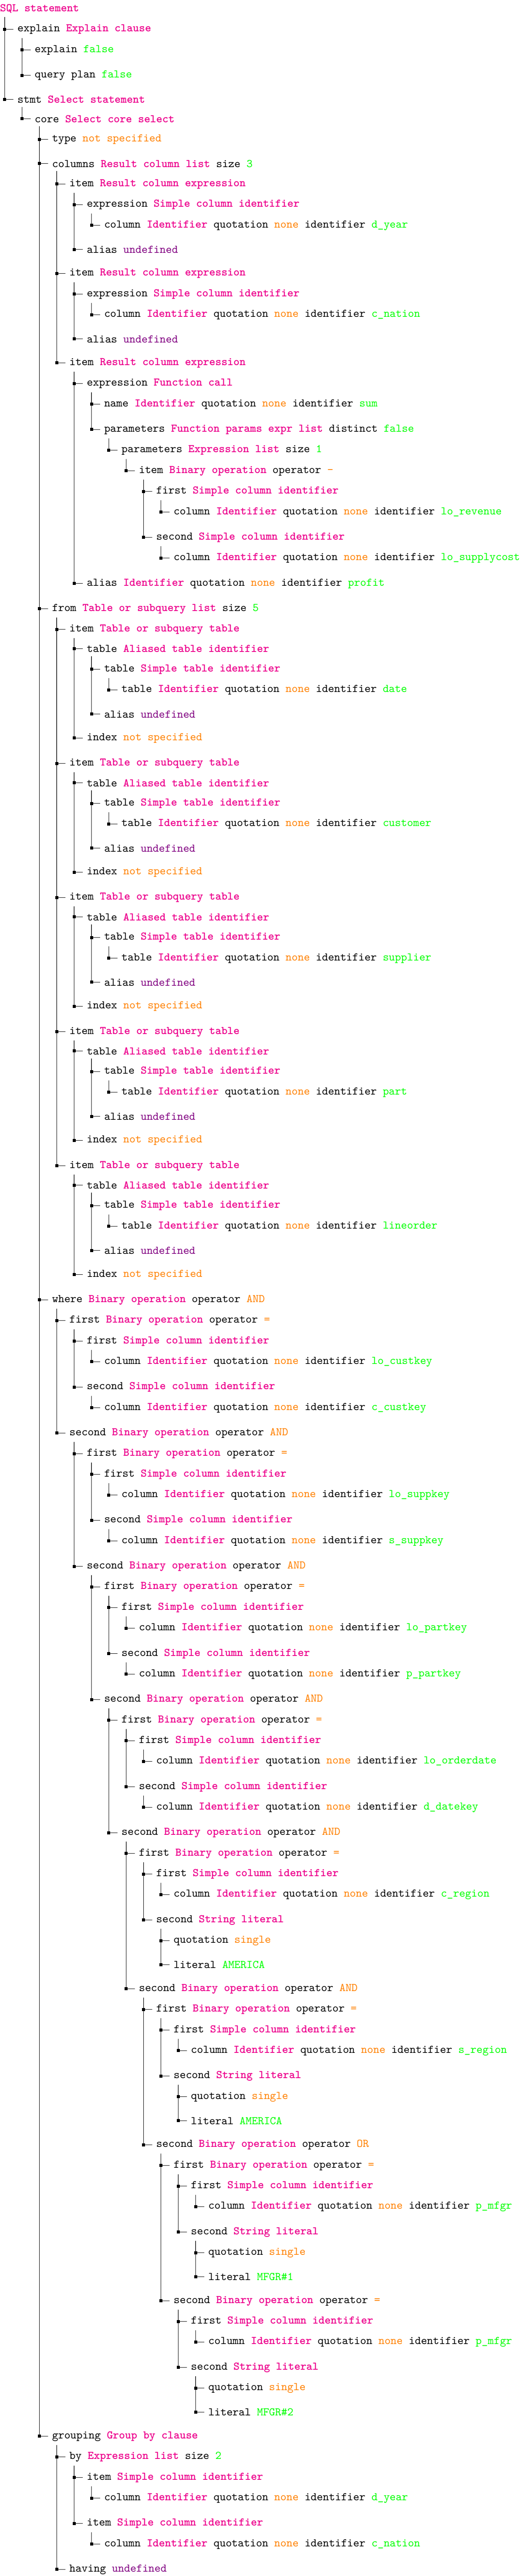 SQL statement
explain Explain clause
explain false
query plan false
stmt Select statement
core Select core select
type not specified
columns Result column list size 3
item Result column expression
expression Simple column identifier
column Identifier quotation none identifier d_year
alias undefined
item Result column expression
expression Simple column identifier
column Identifier quotation none identifier c_nation
alias undefined
item Result column expression
expression Function call
name Identifier quotation none identifier sum
parameters Function params expr list distinct false
parameters Expression list size 1
item Binary operation operator -
first Simple column identifier
column Identifier quotation none identifier lo_revenue
second Simple column identifier
column Identifier quotation none identifier lo_supplycost
alias Identifier quotation none identifier profit
from Table or subquery list size 5
item Table or subquery table
table Aliased table identifier
table Simple table identifier
table Identifier quotation none identifier date
alias undefined
index not specified
item Table or subquery table
table Aliased table identifier
table Simple table identifier
table Identifier quotation none identifier customer
alias undefined
index not specified
item Table or subquery table
table Aliased table identifier
table Simple table identifier
table Identifier quotation none identifier supplier
alias undefined
index not specified
item Table or subquery table
table Aliased table identifier
table Simple table identifier
table Identifier quotation none identifier part
alias undefined
index not specified
item Table or subquery table
table Aliased table identifier
table Simple table identifier
table Identifier quotation none identifier lineorder
alias undefined
index not specified
where Binary operation operator AND
first Binary operation operator =
first Simple column identifier
column Identifier quotation none identifier lo_custkey
second Simple column identifier
column Identifier quotation none identifier c_custkey
second Binary operation operator AND
first Binary operation operator =
first Simple column identifier
column Identifier quotation none identifier lo_suppkey
second Simple column identifier
column Identifier quotation none identifier s_suppkey
second Binary operation operator AND
first Binary operation operator =
first Simple column identifier
column Identifier quotation none identifier lo_partkey
second Simple column identifier
column Identifier quotation none identifier p_partkey
second Binary operation operator AND
first Binary operation operator =
first Simple column identifier
column Identifier quotation none identifier lo_orderdate
second Simple column identifier
column Identifier quotation none identifier d_datekey
second Binary operation operator AND
first Binary operation operator =
first Simple column identifier
column Identifier quotation none identifier c_region
second String literal
quotation single
literal AMERICA
second Binary operation operator AND
first Binary operation operator =
first Simple column identifier
column Identifier quotation none identifier s_region
second String literal
quotation single
literal AMERICA
second Binary operation operator OR
first Binary operation operator =
first Simple column identifier
column Identifier quotation none identifier p_mfgr
second String literal
quotation single
literal MFGR#1
second Binary operation operator =
first Simple column identifier
column Identifier quotation none identifier p_mfgr
second String literal
quotation single
literal MFGR#2
grouping Group by clause
by Expression list size 2
item Simple column identifier
column Identifier quotation none identifier d_year
item Simple column identifier
column Identifier quotation none identifier c_nation
having undefined